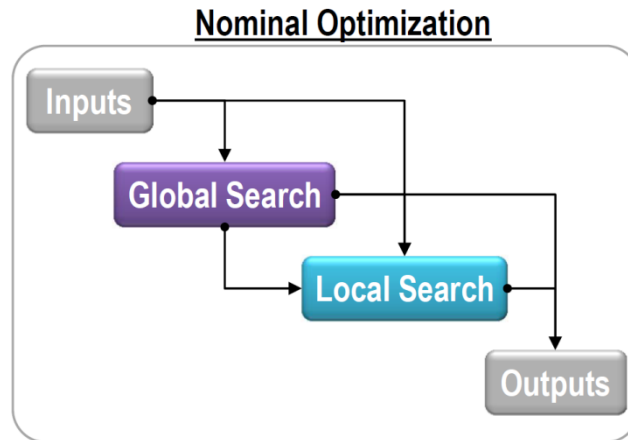 Nominal Optimization
Inputs
Global Search
Local Search
Outputs